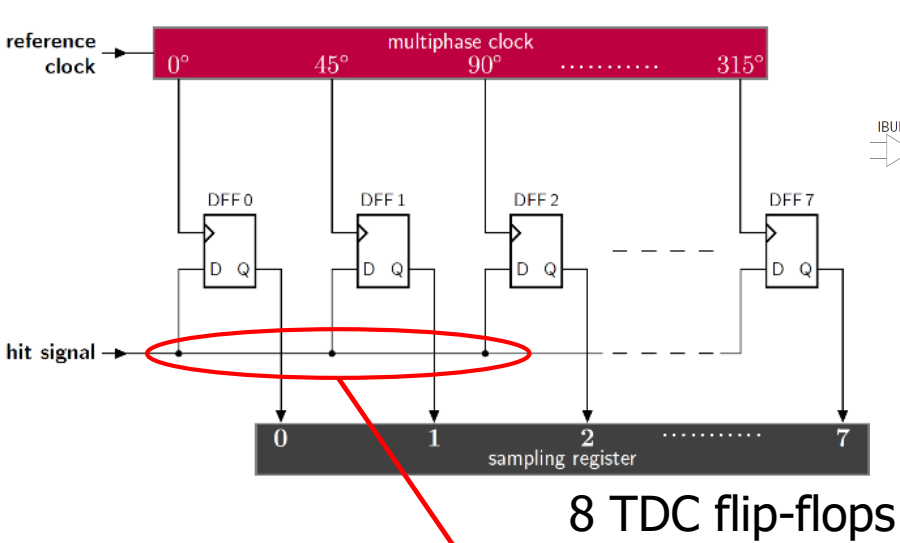 reference
clock
multiphase clock
0° 45° 90° ........... 315°
DFF 0 DFF 1 DFF 2 DFF 7
D Q D Q D Q D Q
hit signal
0 1 2 ........... 7
sampling register
8 TDC flip-flops